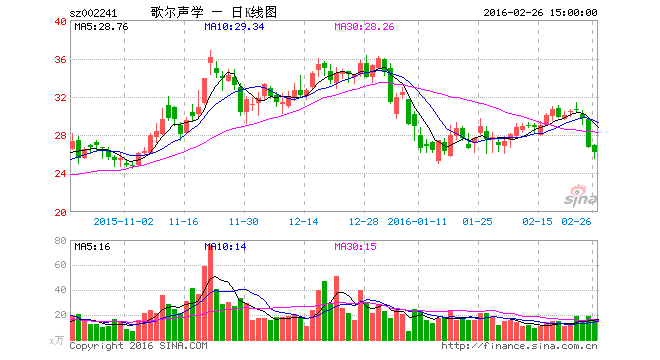 sz002241 歌尔声学 一 日K线图 2016-02-26 15:00:00
MA5:28.76 MA10:29.34 MA30:28.26
40
36
32
28
24
20
2015-11-02 11-16 11-30 12-14 12-28 2016-01-11 01-25 02-15 02-26
sina
MA5:16 MA10:14 MA30:15
80
60
40
20
x万
Copyright 2016 SINA.COM http://finance.sina.com.cn